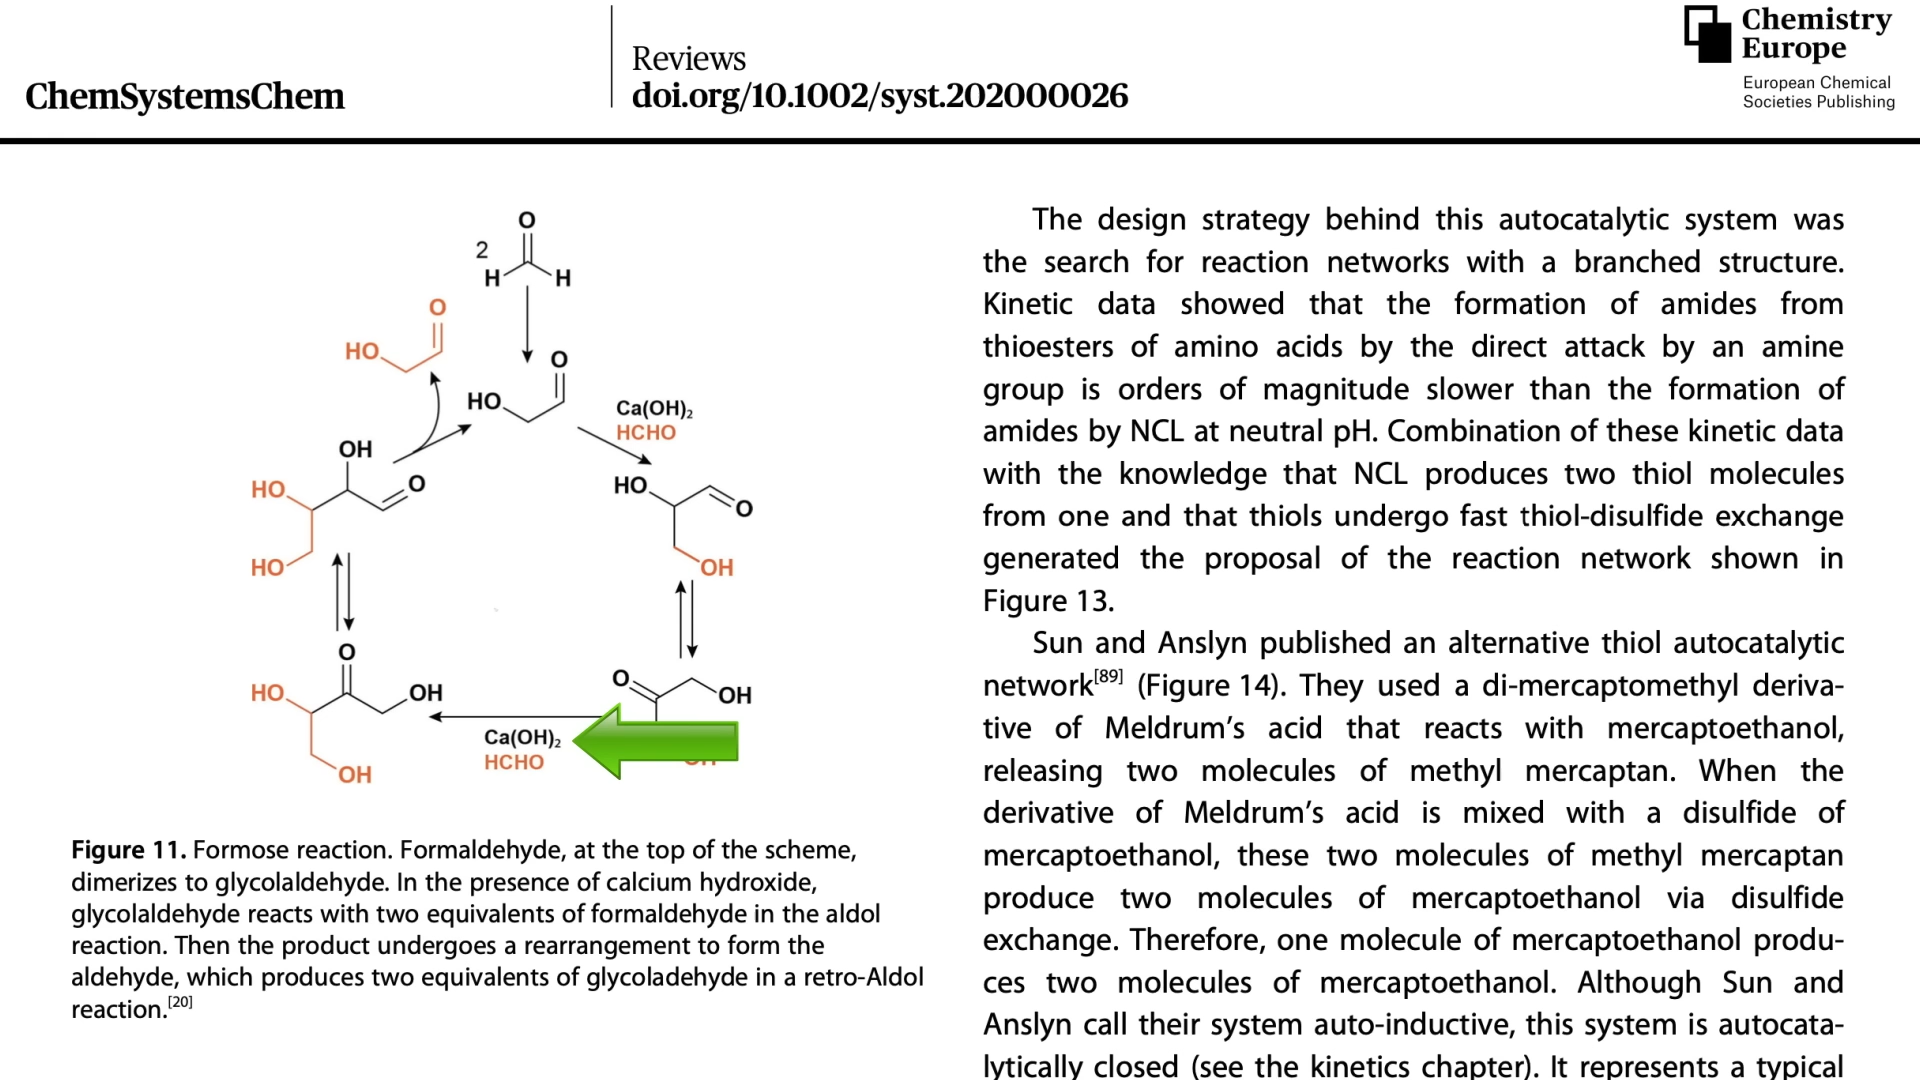 ChemSystemsChem
Reviews
doi.org/10.1002/syst.202000026
Chemistry
Europe
European Chemical
Societies Publishing
O
2
H
H
O
HO
O
HO
Ca(OH)₂
HCHO
OH
HO
O
HO
HO
O
OH
O
HO
OH
OH
O
OH
Ca(OH)₂
HCHO
Figure 11. Formose reaction. Formaldehyde, at the top of the scheme,
dimerizes to glycolaldehyde. In the presence of calcium hydroxide,
glycolaldehyde reacts with two equivalents of formaldehyde in the aldol
reaction. Then the product undergoes a rearrangement to form the
aldehyde, which produces two equivalents of glycoladehyde in a retro-Aldol
reaction.[20]
The design strategy behind this autocatalytic system was
the search for reaction networks with a branched structure.
Kinetic data showed that the formation of amides from
thioesters of amino acids by the direct attack by an amine
group is orders of magnitude slower than the formation of
amides by NCL at neutral pH. Combination of these kinetic data
with the knowledge that NCL produces two thiol molecules
from one and that thiols undergo fast thiol-disulfide exchange
generated the proposal of the reaction network shown in
Figure 13.
Sun and Anslyn published an alternative thiol autocatalytic
network[89] (Figure 14). They used a di-mercaptomethyl deriva-
tive of Meldrum's acid that reacts with mercaptoethanol,
releasing two molecules of methyl mercaptan. When the
derivative of Meldrum's acid is mixed with a disulfide of
mercaptoethanol, these two molecules of methyl mercaptan
produce two molecules of mercaptoethanol via disulfide
exchange. Therefore, one molecule of mercaptoethanol produ-
ces two molecules of mercaptoethanol. Although Sun and
Anslyn call their system auto-inductive, this system is autocata-
lytically closed (see the kinetics chapter). It represents a typical